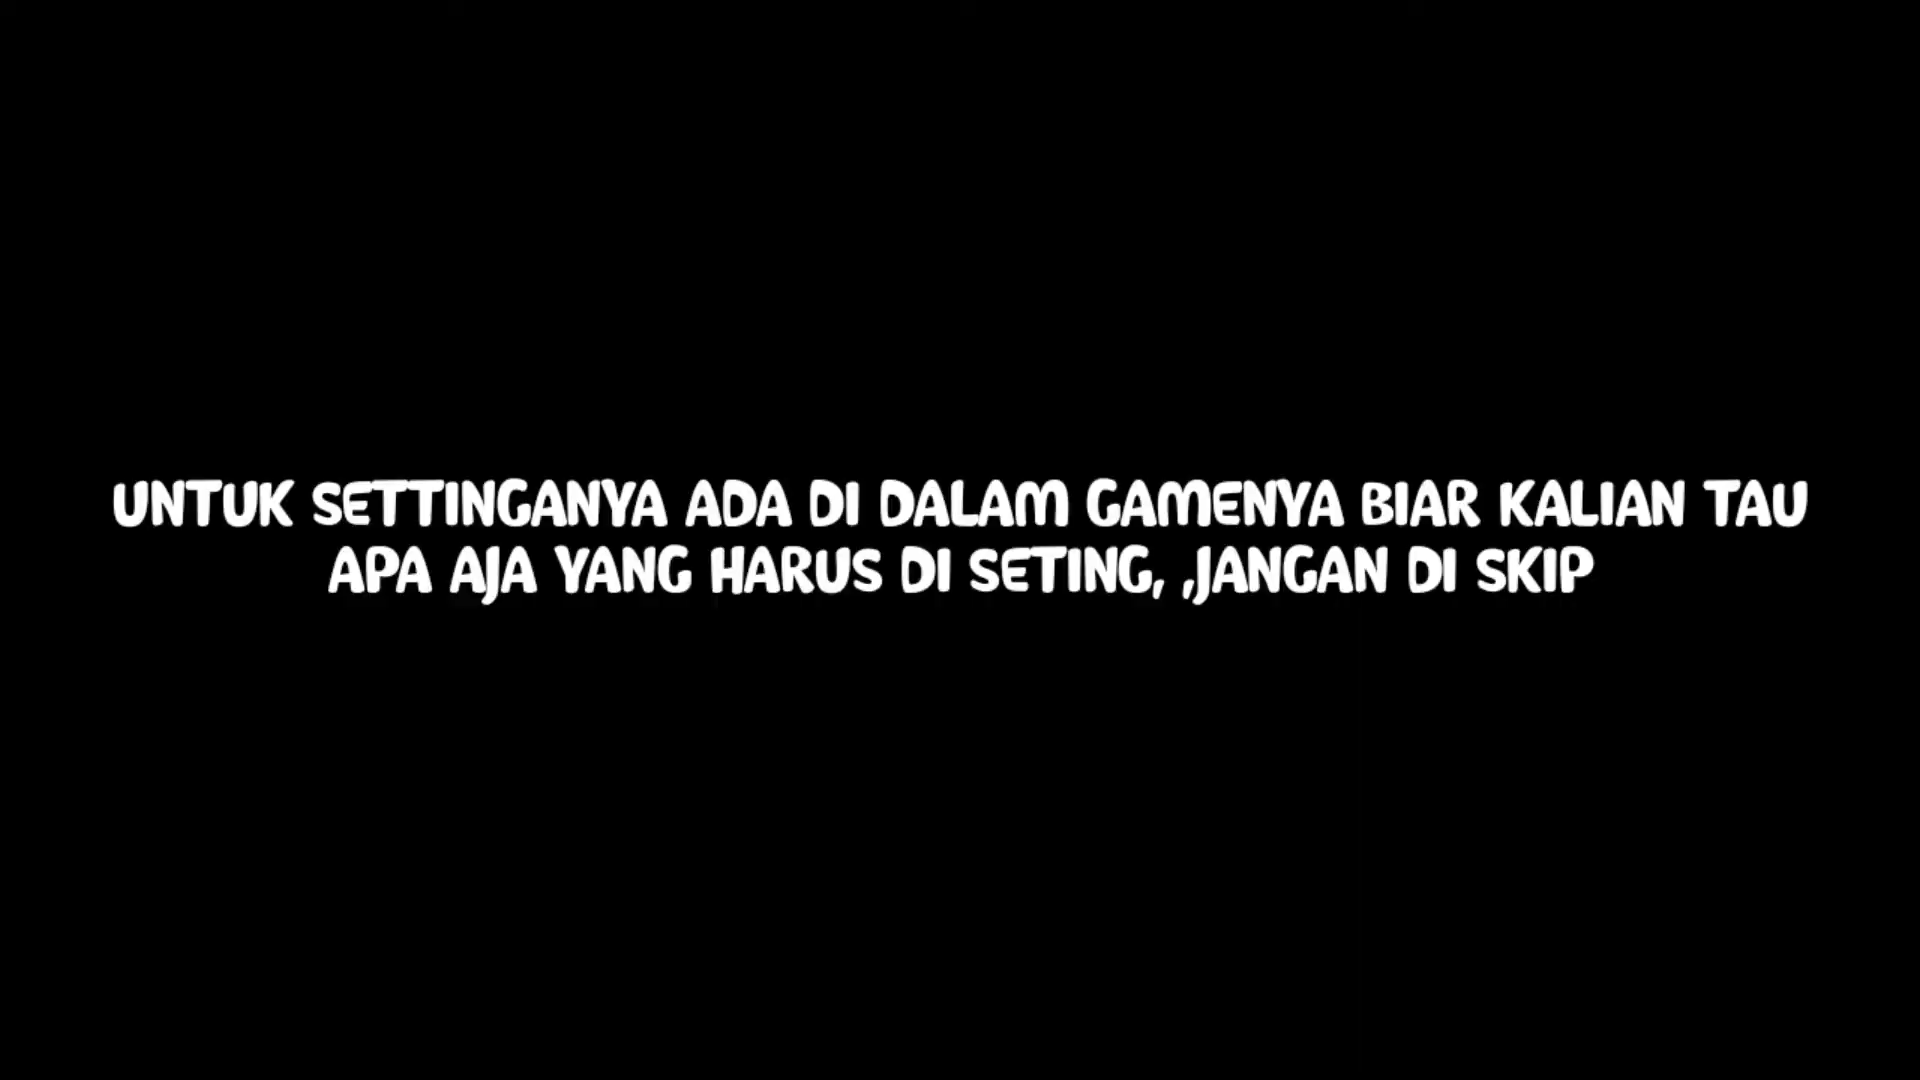 UNTUK SETTINGANYA ADA DI DALAM GAMENYA BIAR KALIAN TAU
APA AJA YANG HARUS DI SETING, ,JANGAN DI SKIP